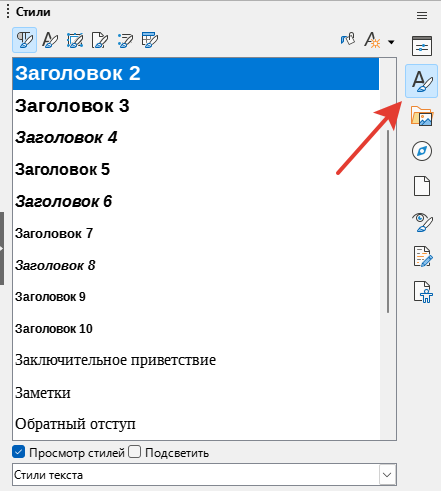 Стили
Заголовок 2
Заголовок 3
Заголовок 4
Заголовок 5
Заголовок 6
Заголовок 7
Заголовок 8
Заголовок 9
Заголовок 10
Заключительное приветствие
Заметки
Обратный отступ
Просмотр стилей Подсветить
Стили текста